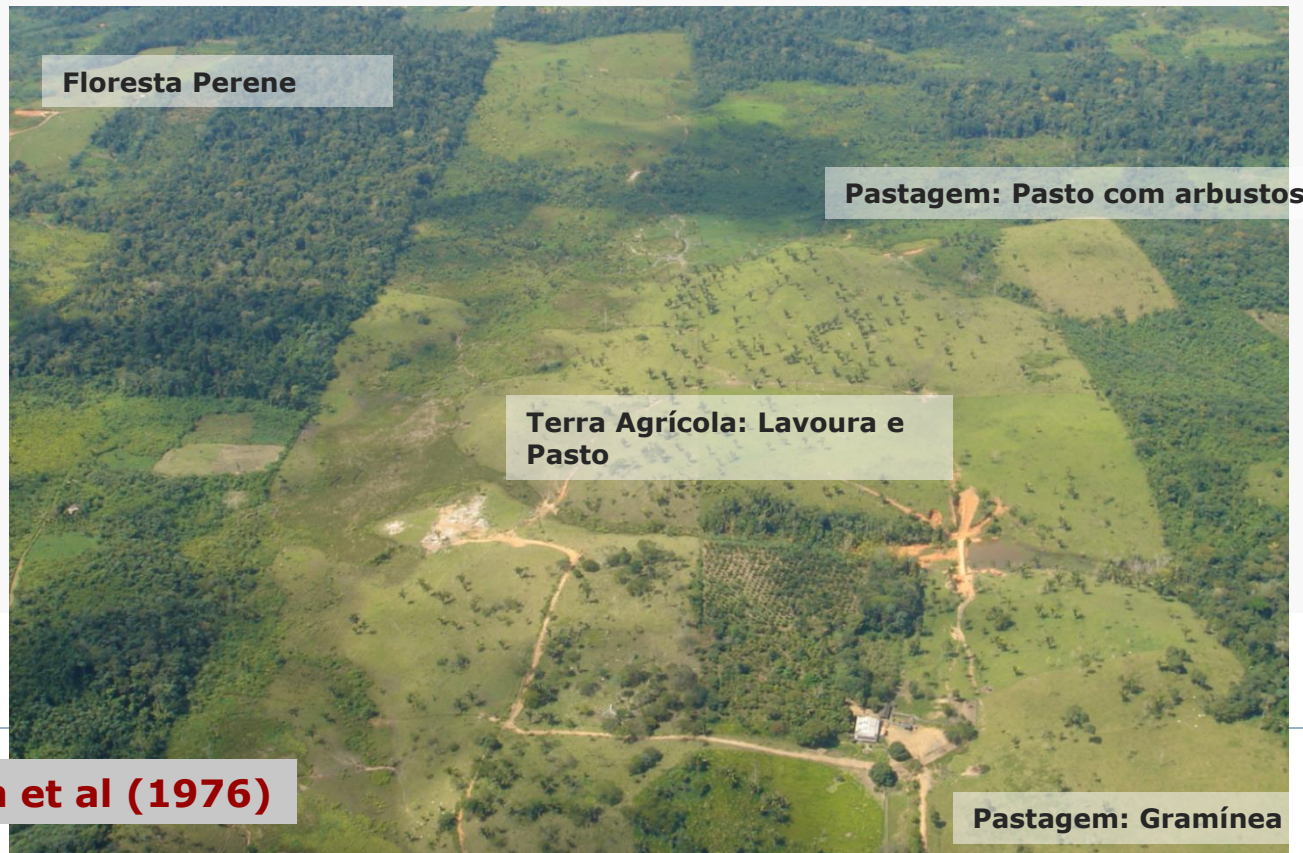 Floresta Perene
Pastagem: Pasto com arbustos
Terra Agrícola: Lavoura e
Pasto
et al (1976)
Pastagem: Gramínea